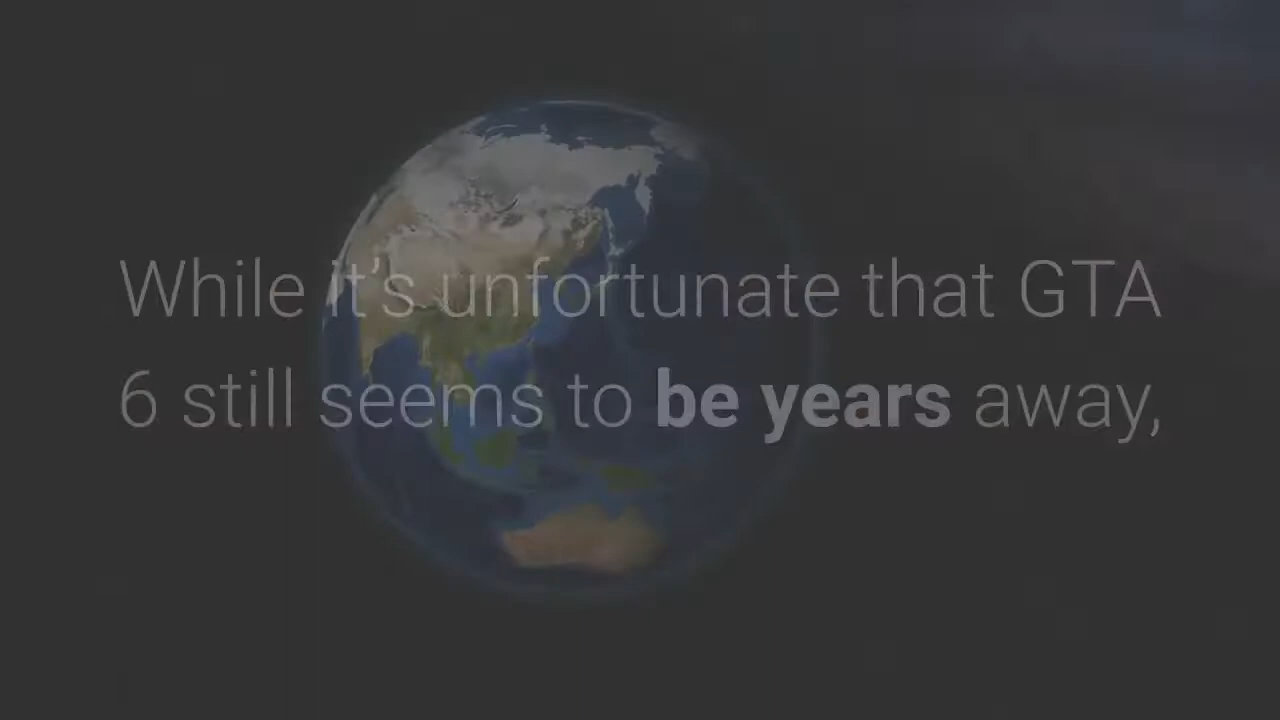 While it’s unfortunate that GTA
6 still seems to be years away,